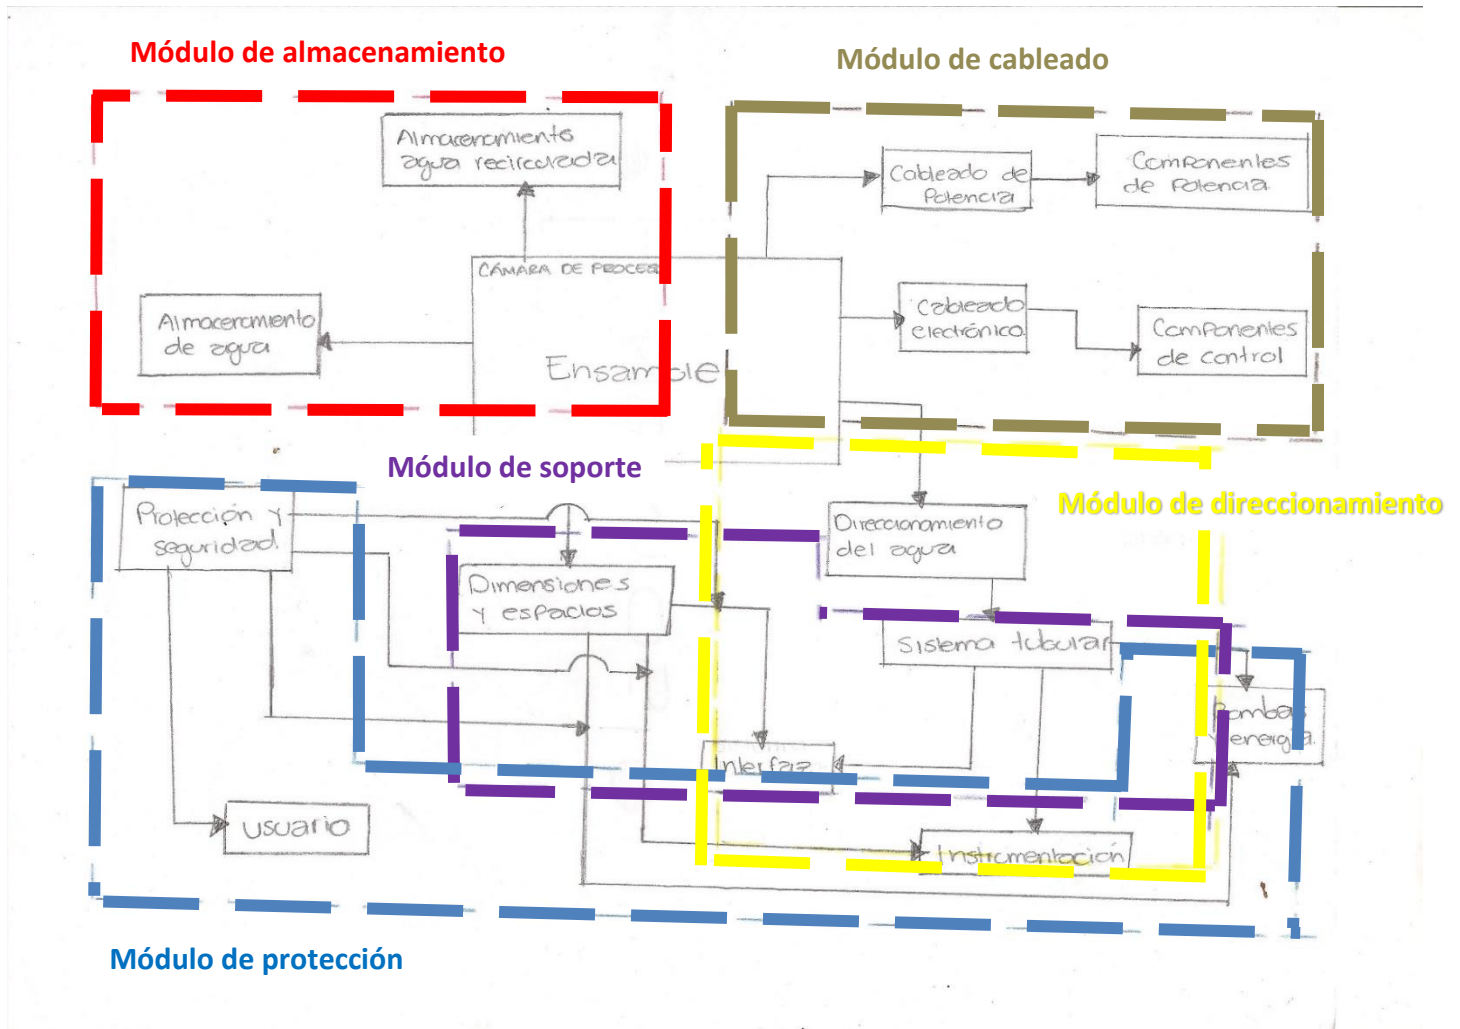 Módulo de almacenamiento
Módulo de cableado
Almacenamiento
agua recirculada
Cableado de
Potencia
Componentes
de Potencia
CÁMARA DE PROCES
Almacenamiento
de agua
Cableado
electrónico.
Componentes
de control
Ensamble
Módulo de soporte
Módulo de direccionamiento
Protección y
seguridad.
Direccionamiento
del agua
Dimensiones
y espacios
Sistema tubular
Bombas
y energía.
Interfaz
usuario
Instrumentación
Módulo de protección